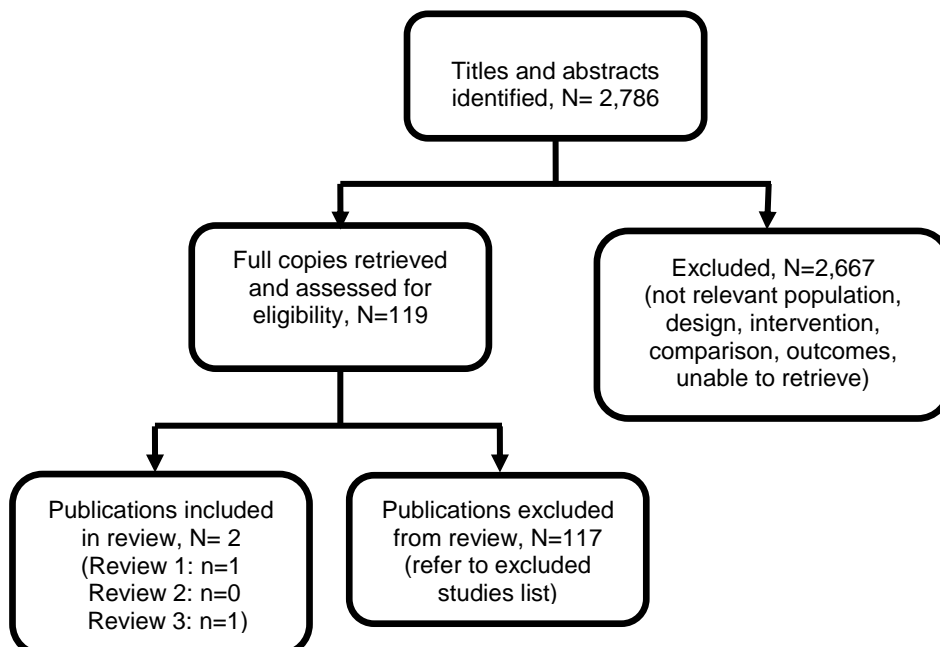 Titles and abstracts
identified, N= 2,786
Full copies retrieved
and assessed for
eligibility, N=119
Excluded, N=2,667
(not relevant population,
design, intervention,
comparison, outcomes,
unable to retrieve)
Publications included
in review, N= 2
(Review 1: n=1
Review 2: n=0
Review 3: n=1)
Publications excluded
from review, N=117
(refer to excluded
studies list)